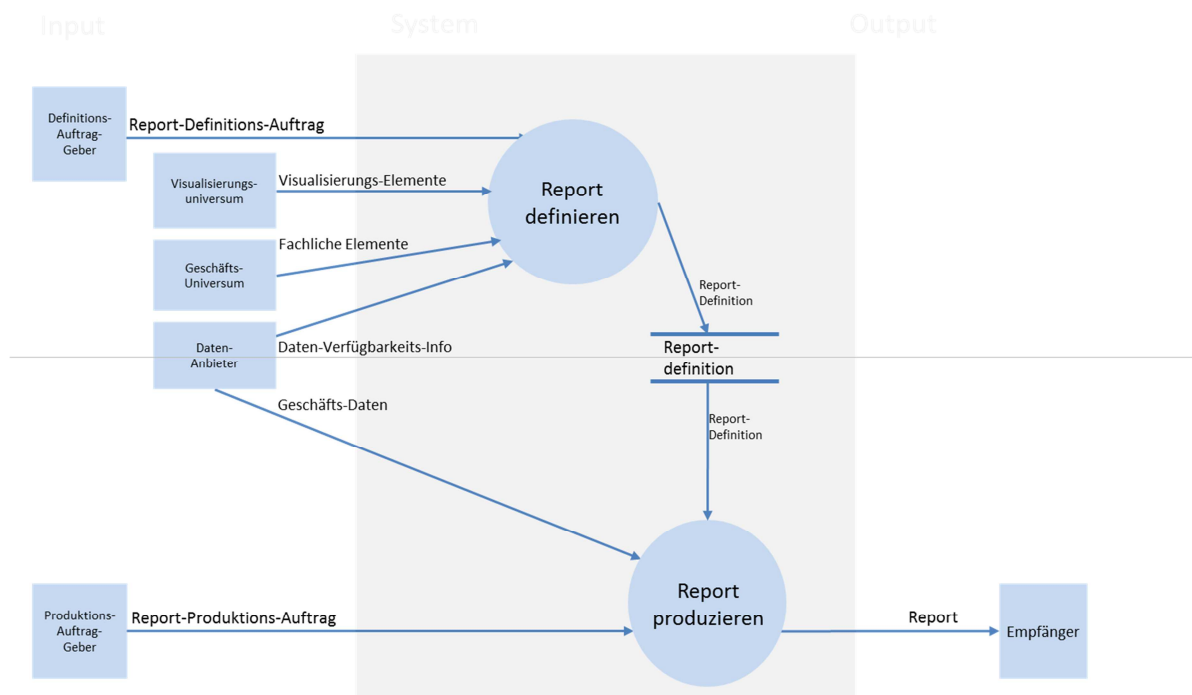 Input
System
Output
Definitions-
Auftrag-
Geber
Report-Definitions-Auftrag
Visualisierungs-
universum
Visualisierungs-Elemente
Report
definieren
Geschäfts-
Universum
Fachliche Elemente
Report-
Definition
Daten-
Anbieter
Daten-Verfügbarkeits-Info
Report-
definition
Geschäfts-Daten
Report-
Definition
Produktions-
Auftrag-
Geber
Report-Produktions-Auftrag
Report
produzieren
Report
Empfänger